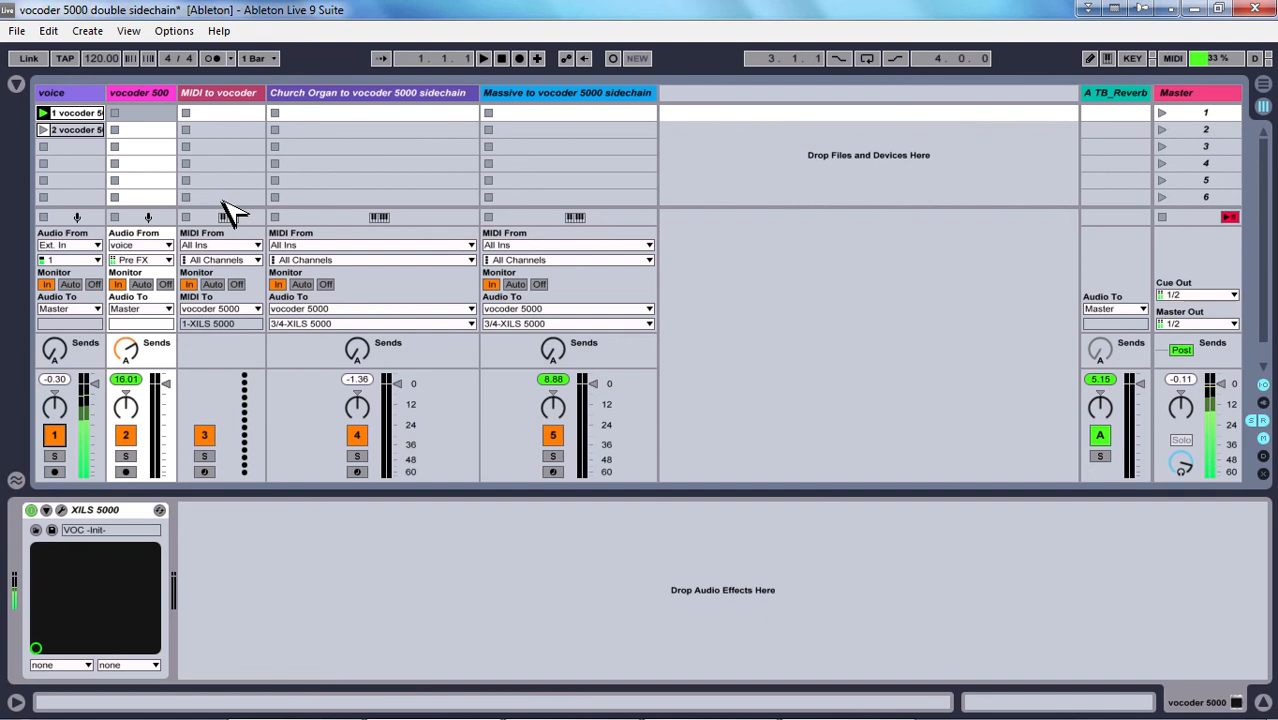 vocoder 5000 double sidechain* [Ableton] - Ableton Live 9 Suite
File Edit Create View Options Help
Link TAP 120.00 4 / 4 1 Bar 1. 1. 1 NEW 3. 1. 1 4. 0. 0 KEY MIDI 33 % D
voice vocoder 500 MIDI to vocoder Church Organ to vocoder 5000 sidechain Massive to vocoder 5000 sidechain A TB_Reverb Master
1 vocoder 5 1
2 vocoder 5 2
3
Drop Files and Devices Here
4
5
6
Audio From Audio From MIDI From MIDI From MIDI From
Ext. In voice All Ins All Ins All Ins
1 Pre FX All Channels All Channels All Channels
Monitor Monitor Monitor Monitor Monitor
In Auto Off In Auto Off In Auto Off In Auto Off In Auto Off
Cue Out
1/2
Audio To Audio To MIDI To Audio To Audio To Audio To
Master Master vocoder 5000 vocoder 5000 vocoder 5000 Master
Master Out
1-XILS 5000 3/4-XILS 5000 3/4-XILS 5000 1/2
Sends Sends Sends Sends Sends Sends
A A A A A Post
-0.30 16.01 -1.36 0 8.88 0 5.15 -0.11 0
12 12 12
24 24 24
1 2 3 4 36 5 36 A Solo 36
S S S S 48 S 48 S 48
60 60 60
XILS 5000
VOC -Init-
Drop Audio Effects Here
none none
vocoder 5000